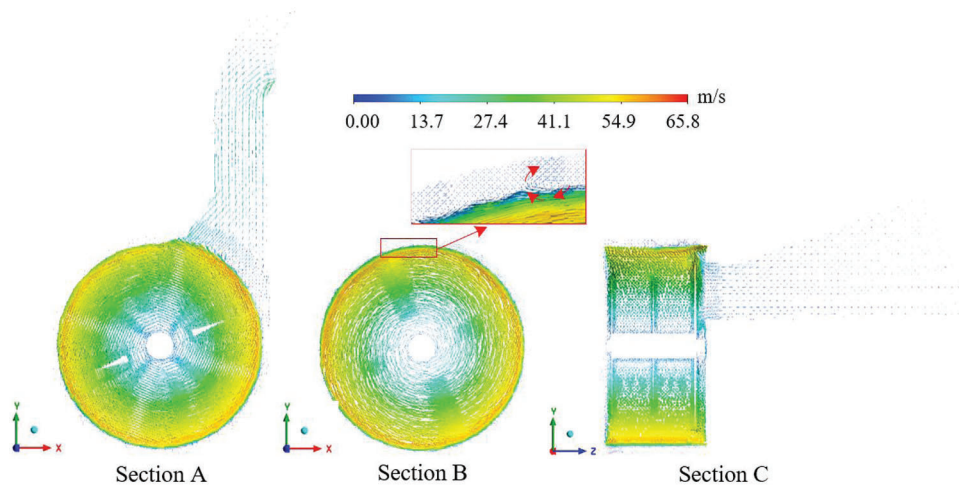 m/s
0.00 13.7 27.4 41.1 54.9 65.8
Y X
Y X
Y Z
Section A Section B Section C